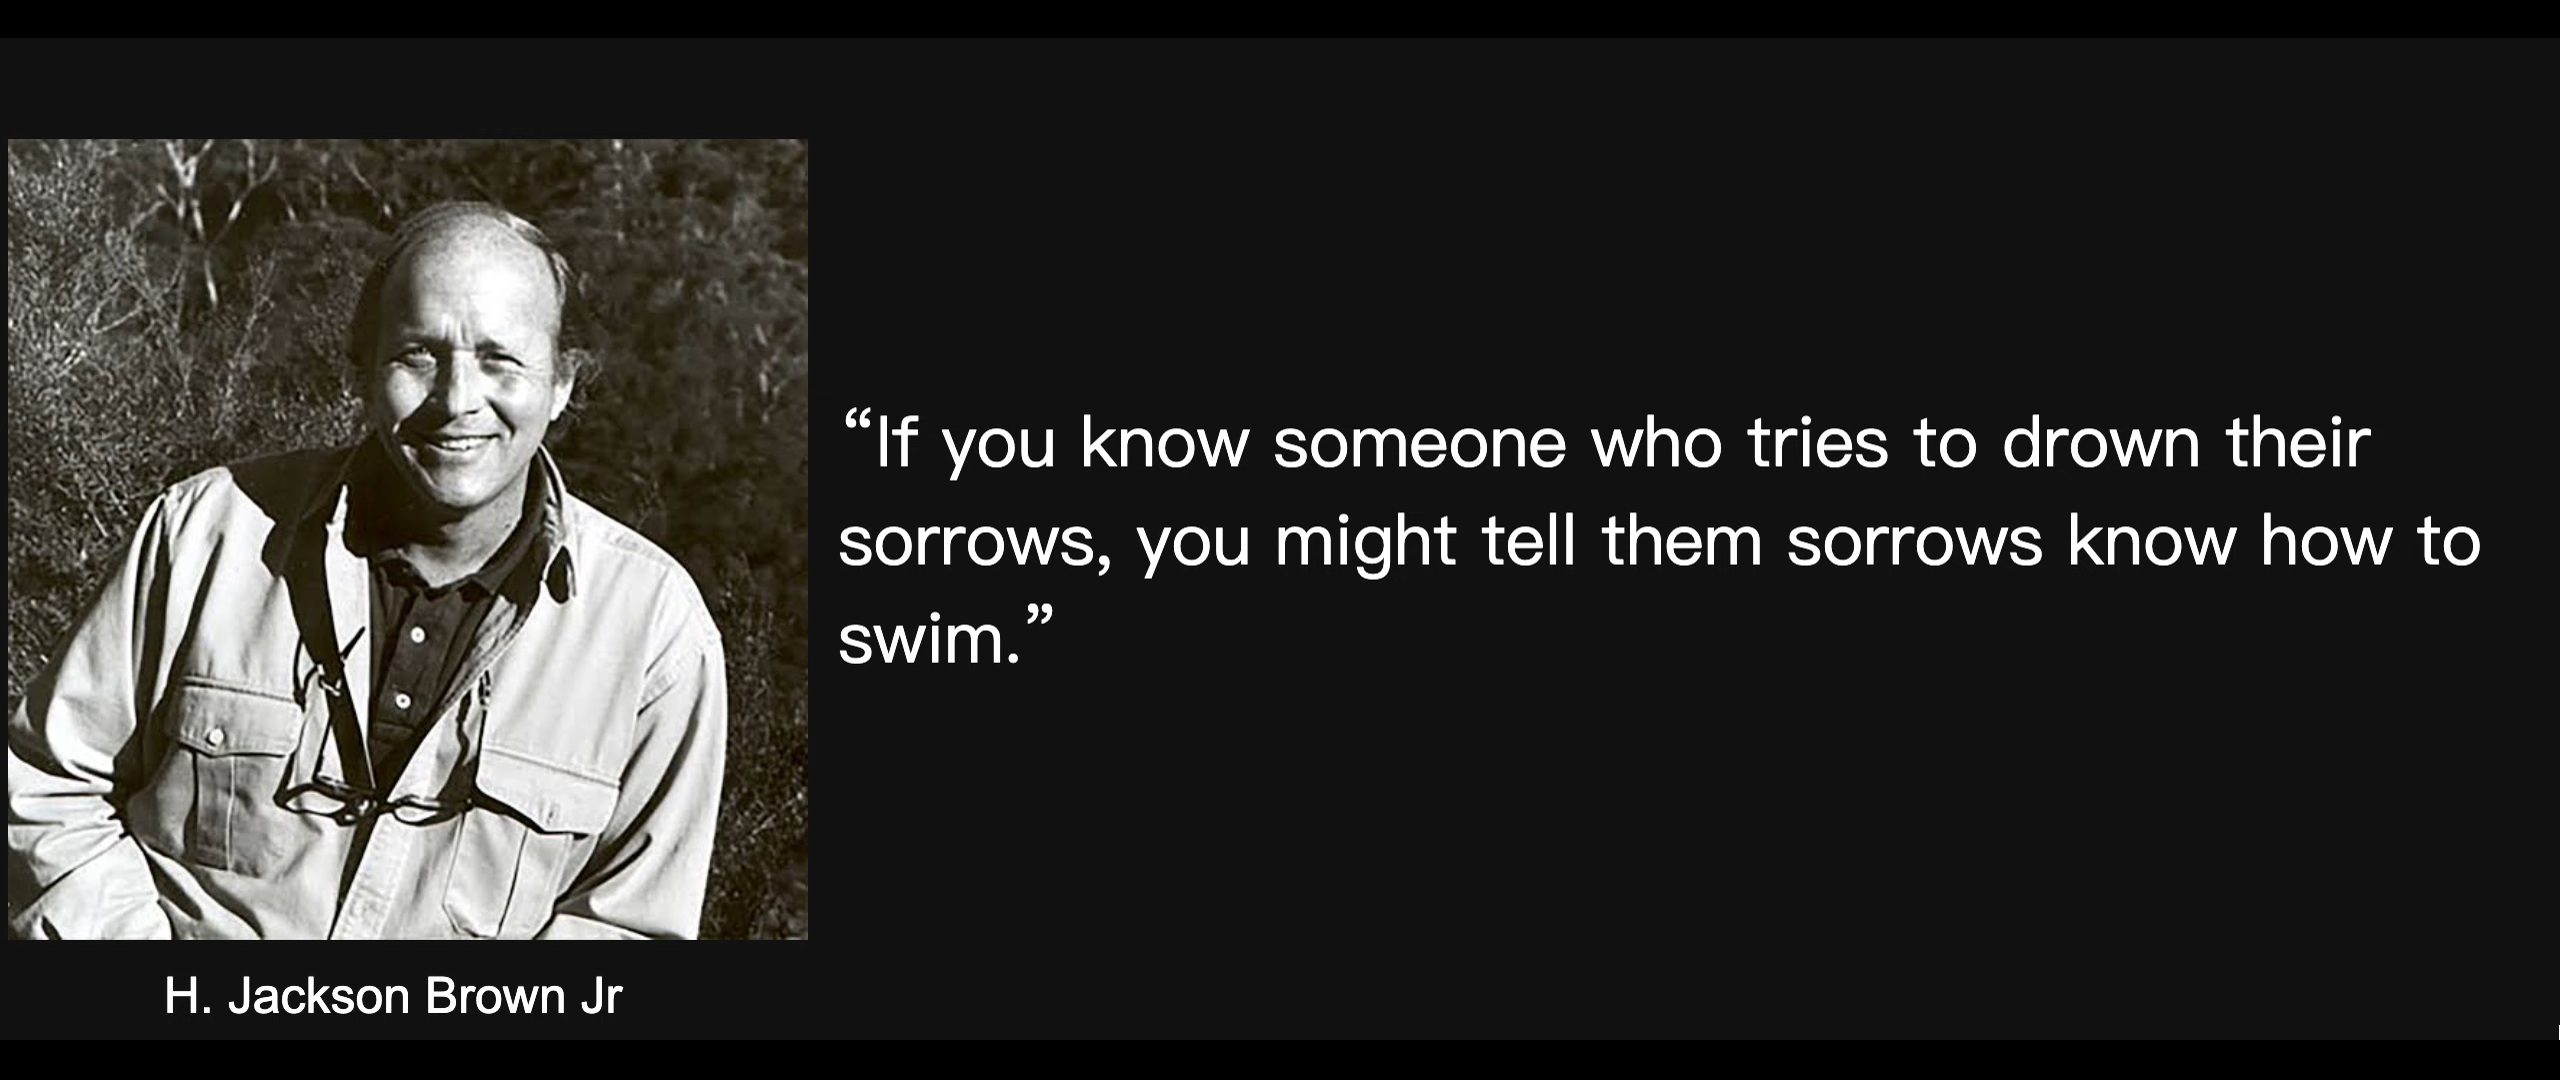 “If you know someone who tries to drown their
sorrows, you might tell them sorrows know how to
swim.”
H. Jackson Brown Jr